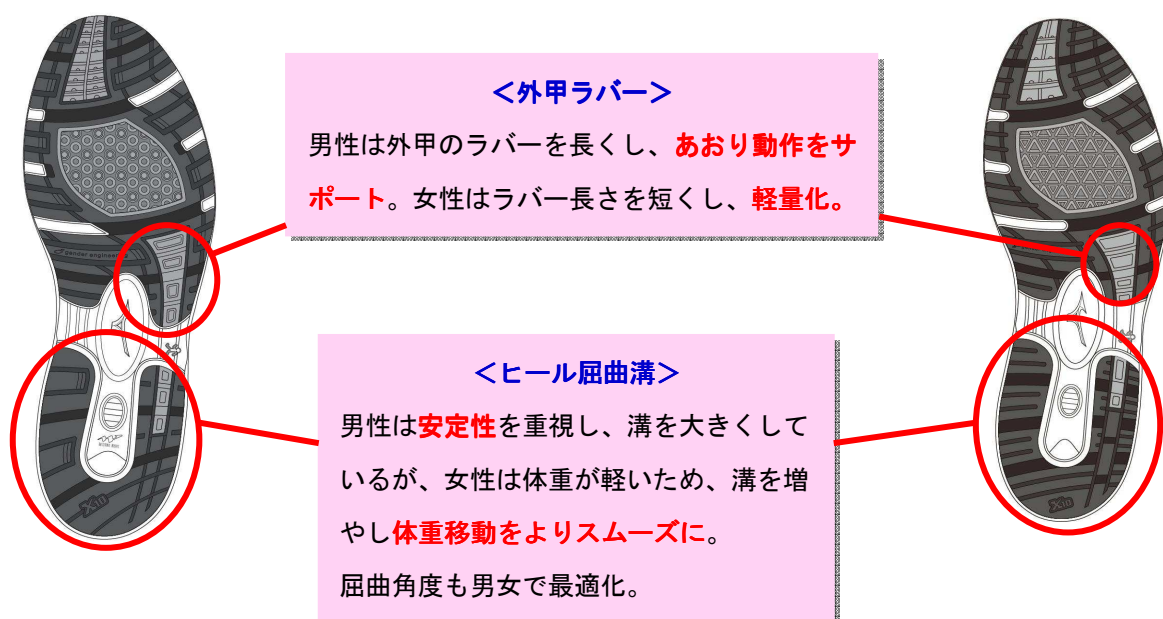 <外甲ラバー>
男性は外甲のラバーを長くし、あおり動作をサ
ポート。女性はラバー長さを短くし、軽量化。
gender engineering
<ヒール屈曲溝>
男性は安定性を重視し、溝を大きくして
いるが、女性は体重が軽いため、溝を増
やし体重移動をよりスムーズに。
屈曲角度も男女で最適化。
X10
X10